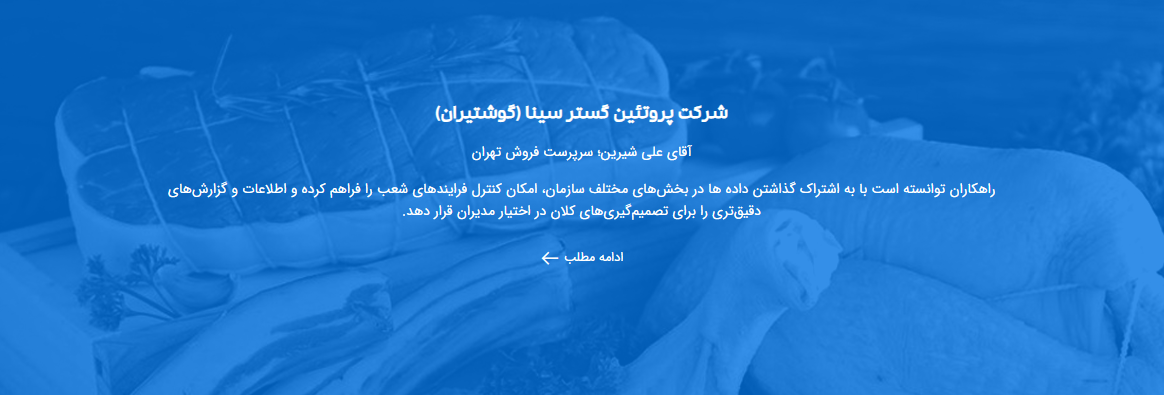 شرکت پروتئین گستر سینا (گوشتیران)
آقای علی شیرین؛ سرپرست فروش تهران
راهکاران توانسته است با به اشتراک گذاشتن داده ها در بخش‌های مختلف سازمان، امکان کنترل فرایندهای شعب را فراهم کرده و اطلاعات و گزارش‌های
دقیق‌تری را برای تصمیم‌گیری‌های کلان در اختیار مدیران قرار دهد.
ادامه مطلب